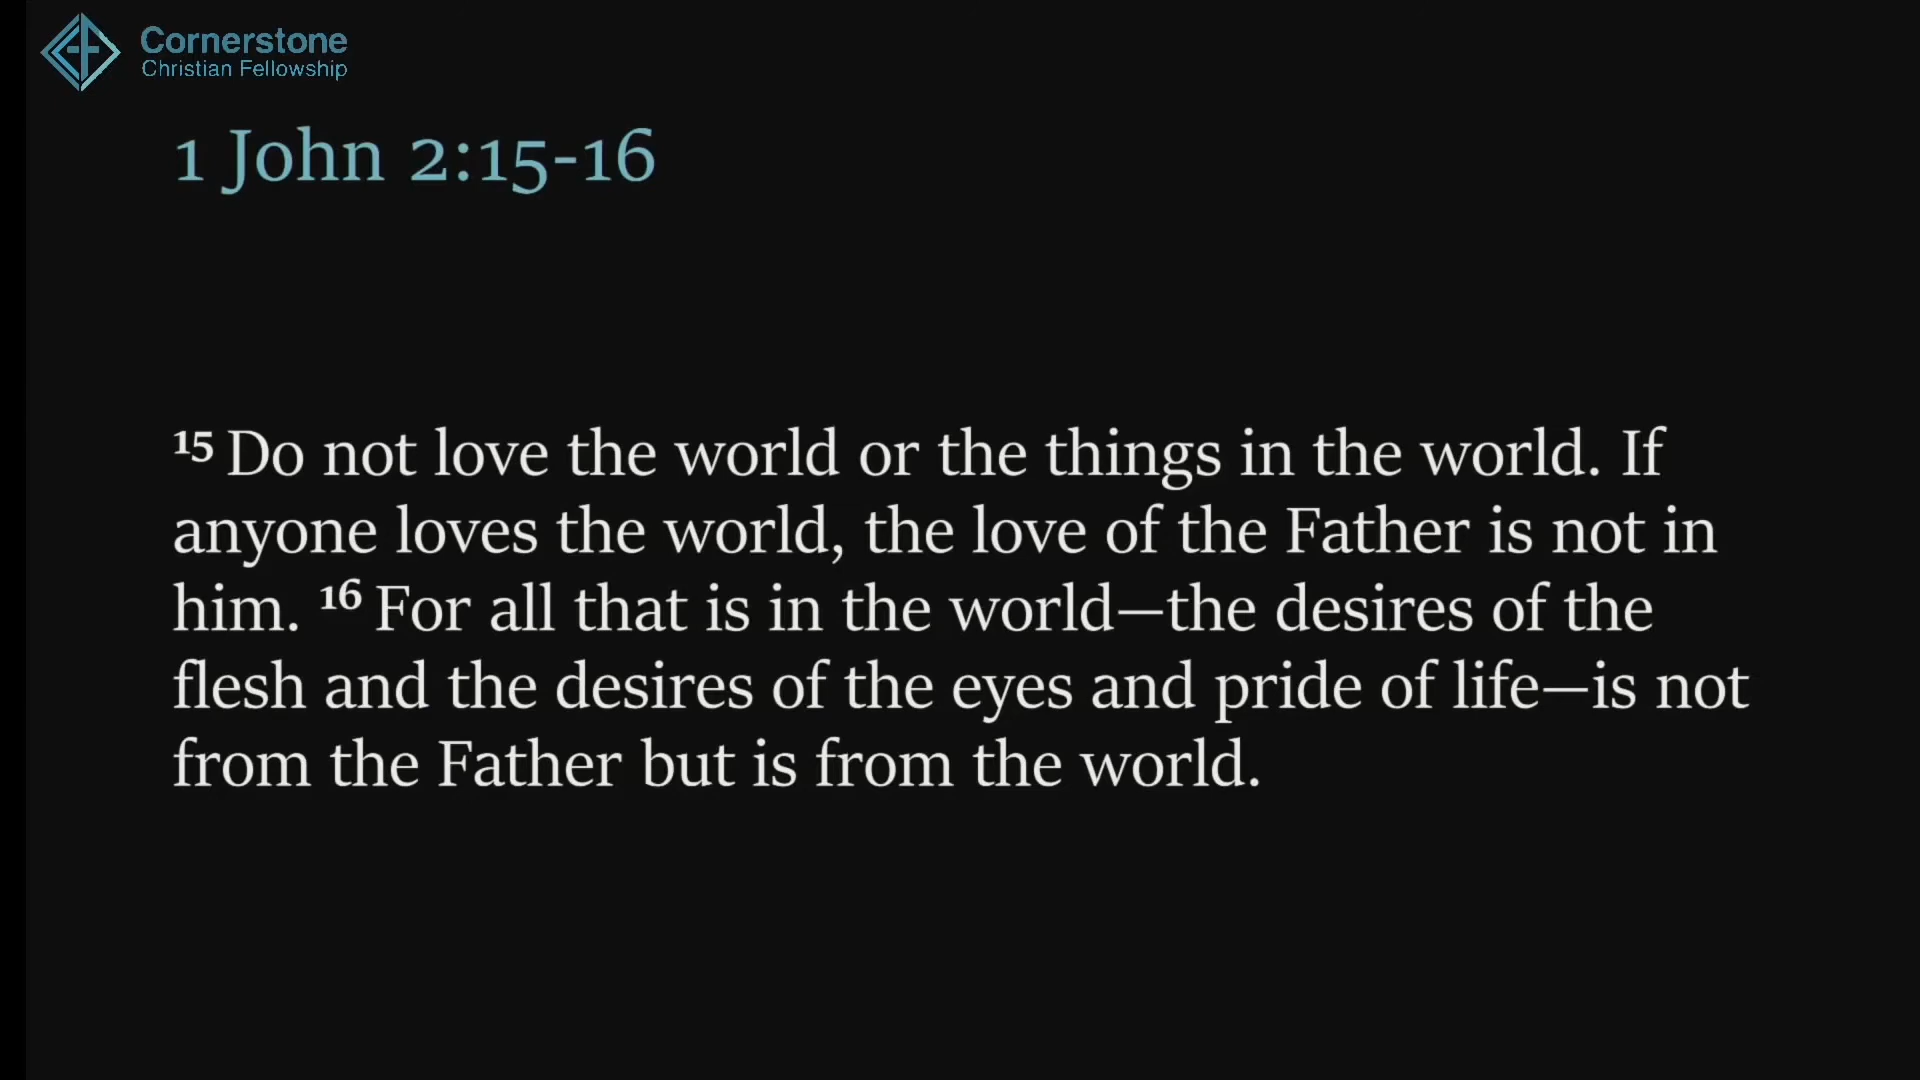 Cornerstone
Christian Fellowship
1 John 2:15-16
15 Do not love the world or the things in the world. If
anyone loves the world, the love of the Father is not in
him. 16 For all that is in the world—the desires of the
flesh and the desires of the eyes and pride of life—is not
from the Father but is from the world.